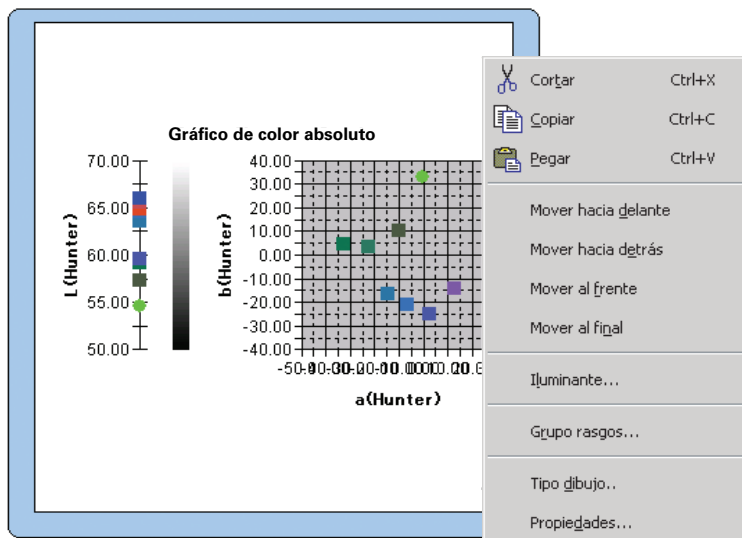 Gráfico de color absoluto
70.00
65.00
60.00
55.00
50.00
L(Hunter)
40.00
30.00
20.00
10.00
0.00
-10.00
-20.00
-30.00
-40.00
b(Hunter)
a(Hunter)
Cortar Ctrl+X
Copiar Ctrl+C
Pegar Ctrl+V
Mover hacia delante
Mover hacia detrás
Mover al frente
Mover al final
Iluminante...
Grupo rasgos...
Tipo dibujo..
Propiedades...